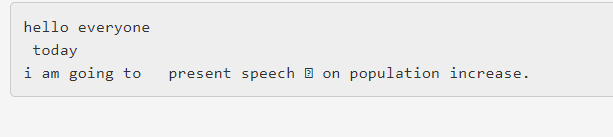 hello everyone
today
i am going to   present speech on population increase.